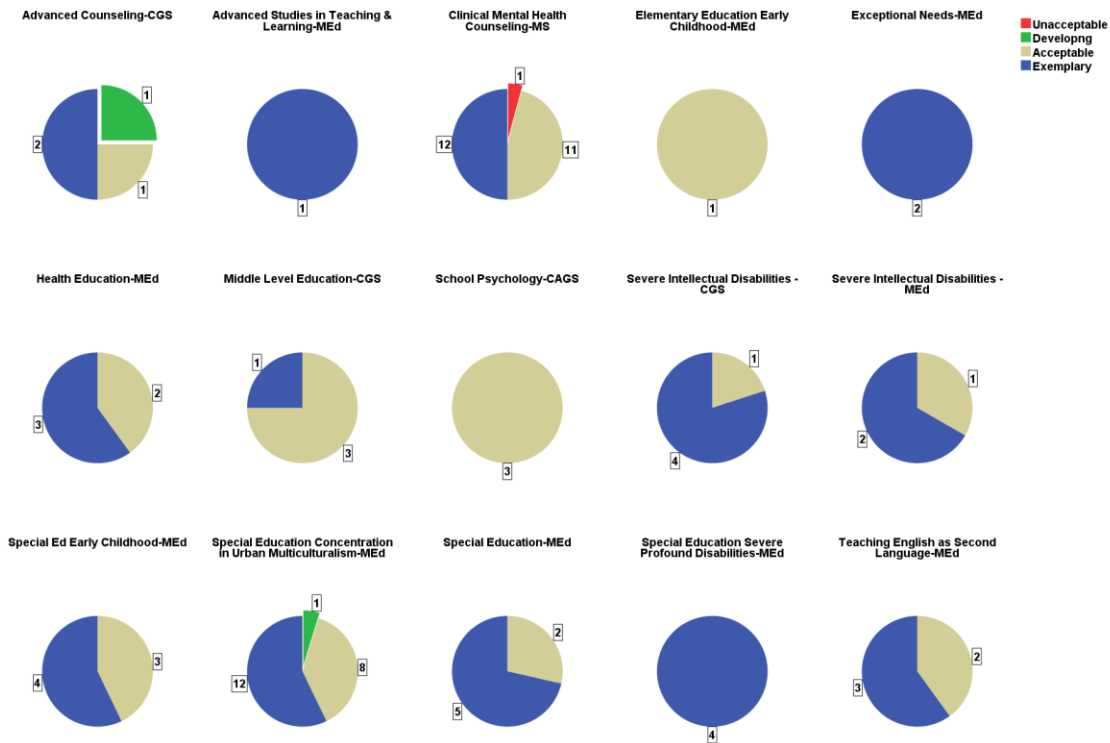 Advanced Counseling-CGS
Advanced Studies in Teaching &
Learning-MEd
Clinical Mental Health
Counseling-MS
Elementary Education Early
Childhood-MEd
Exceptional Needs-MEd
Unacceptable
Developng
Acceptable
Exemplary
1
2
1
1
1
12
11
1
2
Health Education-MEd
Middle Level Education-CGS
School Psychology-CAGS
Severe Intellectual Disabilities -
CGS
Severe Intellectual Disabilities -
MEd
2
3
1
3
3
1
4
1
2
Special Ed Early Childhood-MEd
Special Education Concentration
in Urban Multiculturalism-MEd
Special Education-MEd
Special Education Severe
Profound Disabilities-MEd
Teaching English as Second
Language-MEd
3
4
1
8
12
2
5
4
2
3